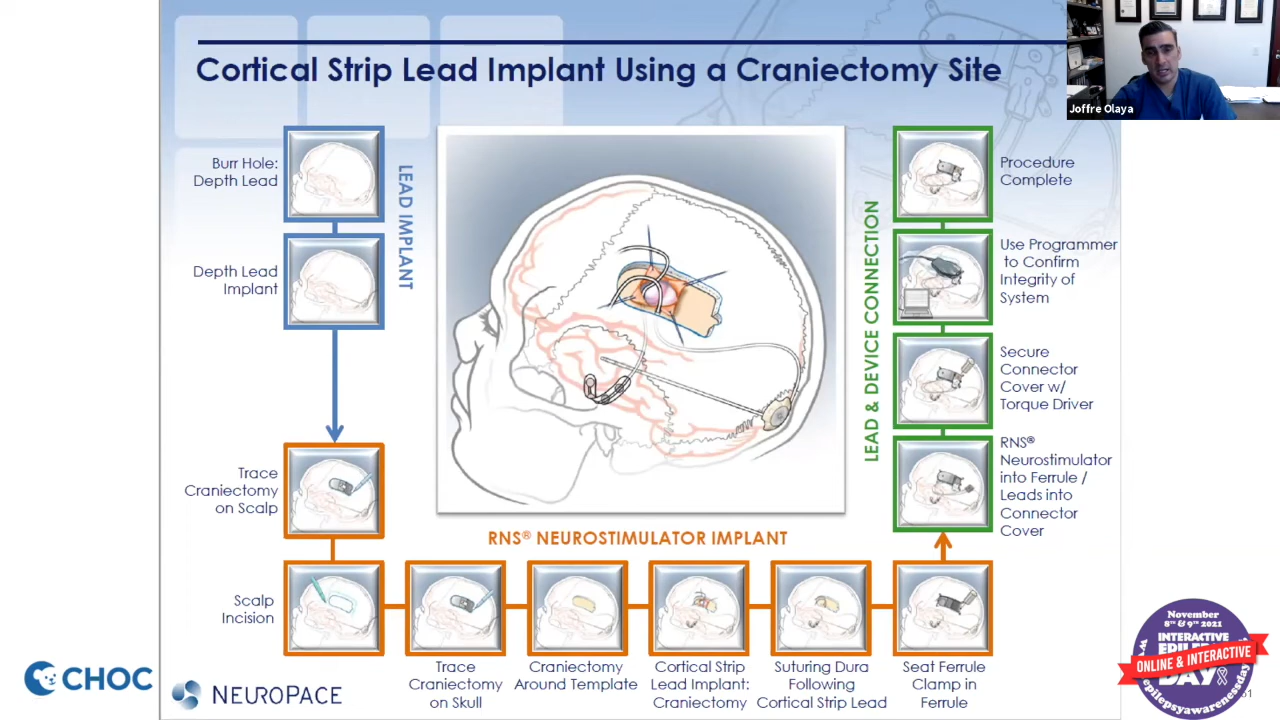 Cortical Strip Lead Implant Using a Craniectomy Site
Joffre Olaya
Burr Hole:
Depth Lead
Depth Lead
Implant
LEAD IMPLANT
Trace
Craniectomy
on Scalp
Scalp
Incision
RNS® NEUROSTIMULATOR IMPLANT
Trace
Craniectomy
on Skull
Craniectomy
Around Template
Cortical Strip
Lead Implant:
Craniectomy
Suturing Dura
Following
Cortical Strip Lead
Seat Ferrule
Clamp in
Ferrule
LEAD & DEVICE CONNECTION
Procedure
Complete
Use Programmer
to Confirm
Integrity of
System
Secure
Connector
Cover w/
Torque Driver
RNS®
Neurostimulator
into Ferrule /
Leads into
Connector
Cover
CHOC
NEUROPACE
November
8TH & 9TH 2021
INTERACTIVE
ONLINE & INTERACTIVE
DAY